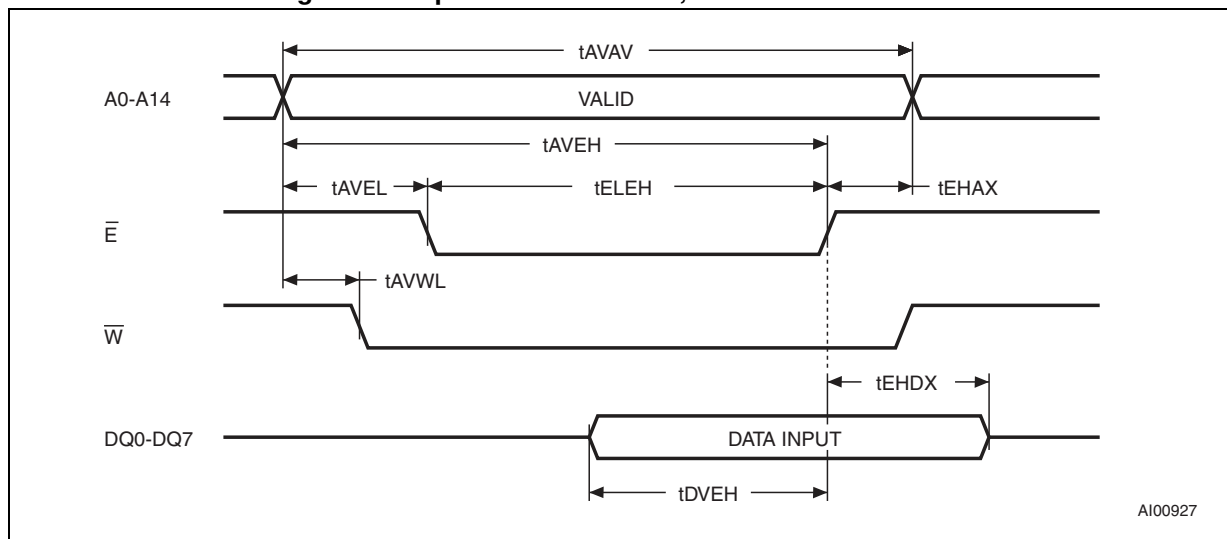 tAVAV
A0-A14
VALID
tAVEH
tAVEL
tELEH
tEHAX
E̅
tAVWL
W̅
tEHDX
DQ0-DQ7
DATA INPUT
tDVEH
AI00927